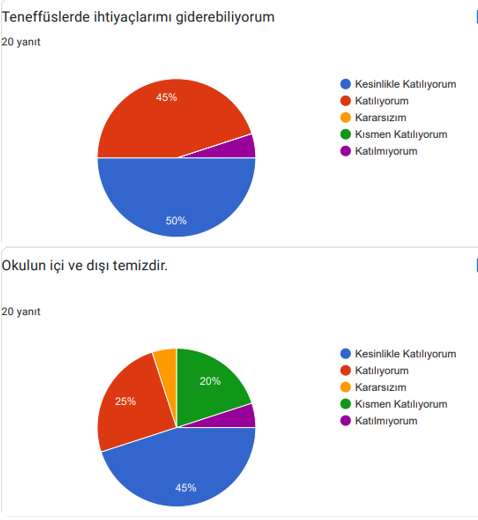 Teneffüslerde ihtiyaçlarımı giderebiliyorum
20 yanıt
45%
50%
Kesinlikle Katılıyorum
Katılıyorum
Kararsızım
Kısmen Katılıyorum
Katılmıyorum
Okulun içi ve dışı temizdir.
20 yanıt
20%
25%
45%
Kesinlikle Katılıyorum
Katılıyorum
Kararsızım
Kısmen Katılıyorum
Katılmıyorum